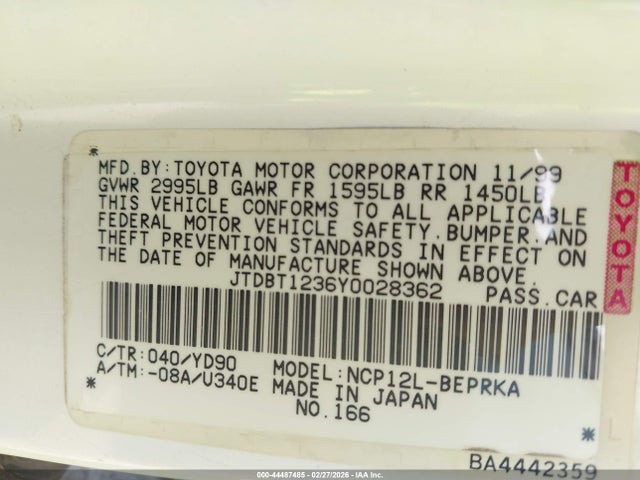 MFD.BY:TOYOTA MOTOR CORPORATION 11/99
GVWR 2995LB GAWR FR 1595LB RR 1450LB
THIS VEHICLE CONFORMS TO ALL APPLICABLE
FEDERAL MOTOR VEHICLE SAFETY.BUMPER.AND
THEFT PREVENTION STANDARDS IN EFFECT ON
THE DATE OF MANUFACTURE SHOWN ABOVE.
JTDBT1236Y0028362 PASS.CAR
C/TR:040/YD90 MODEL:NCP12L-BEPRKA
A/TM:-08A/U340E MADE IN JAPAN
NO.166
TOYOTA
BA4442359
000-44487485 - 02/27/2026 - IAA Holdings, LLC